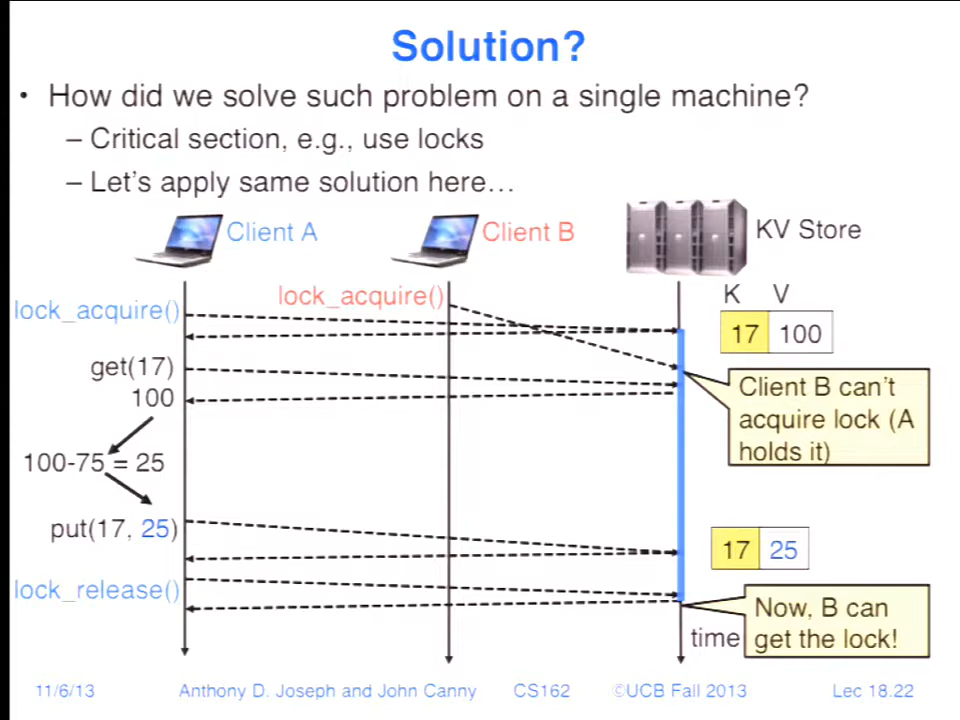 Solution?
• How did we solve such problem on a single machine?
– Critical section, e.g., use locks
– Let's apply same solution here…
Client A
Client B
KV Store
lock_acquire()
lock_acquire()
K V
17 100
get(17)
100
Client B can't
acquire lock (A
holds it)
100-75 = 25
put(17, 25)
17 25
lock_release()
Now, B can
get the lock!
time
11/6/13 Anthony D. Joseph and John Canny CS162 ©UCB Fall 2013 Lec 18.22